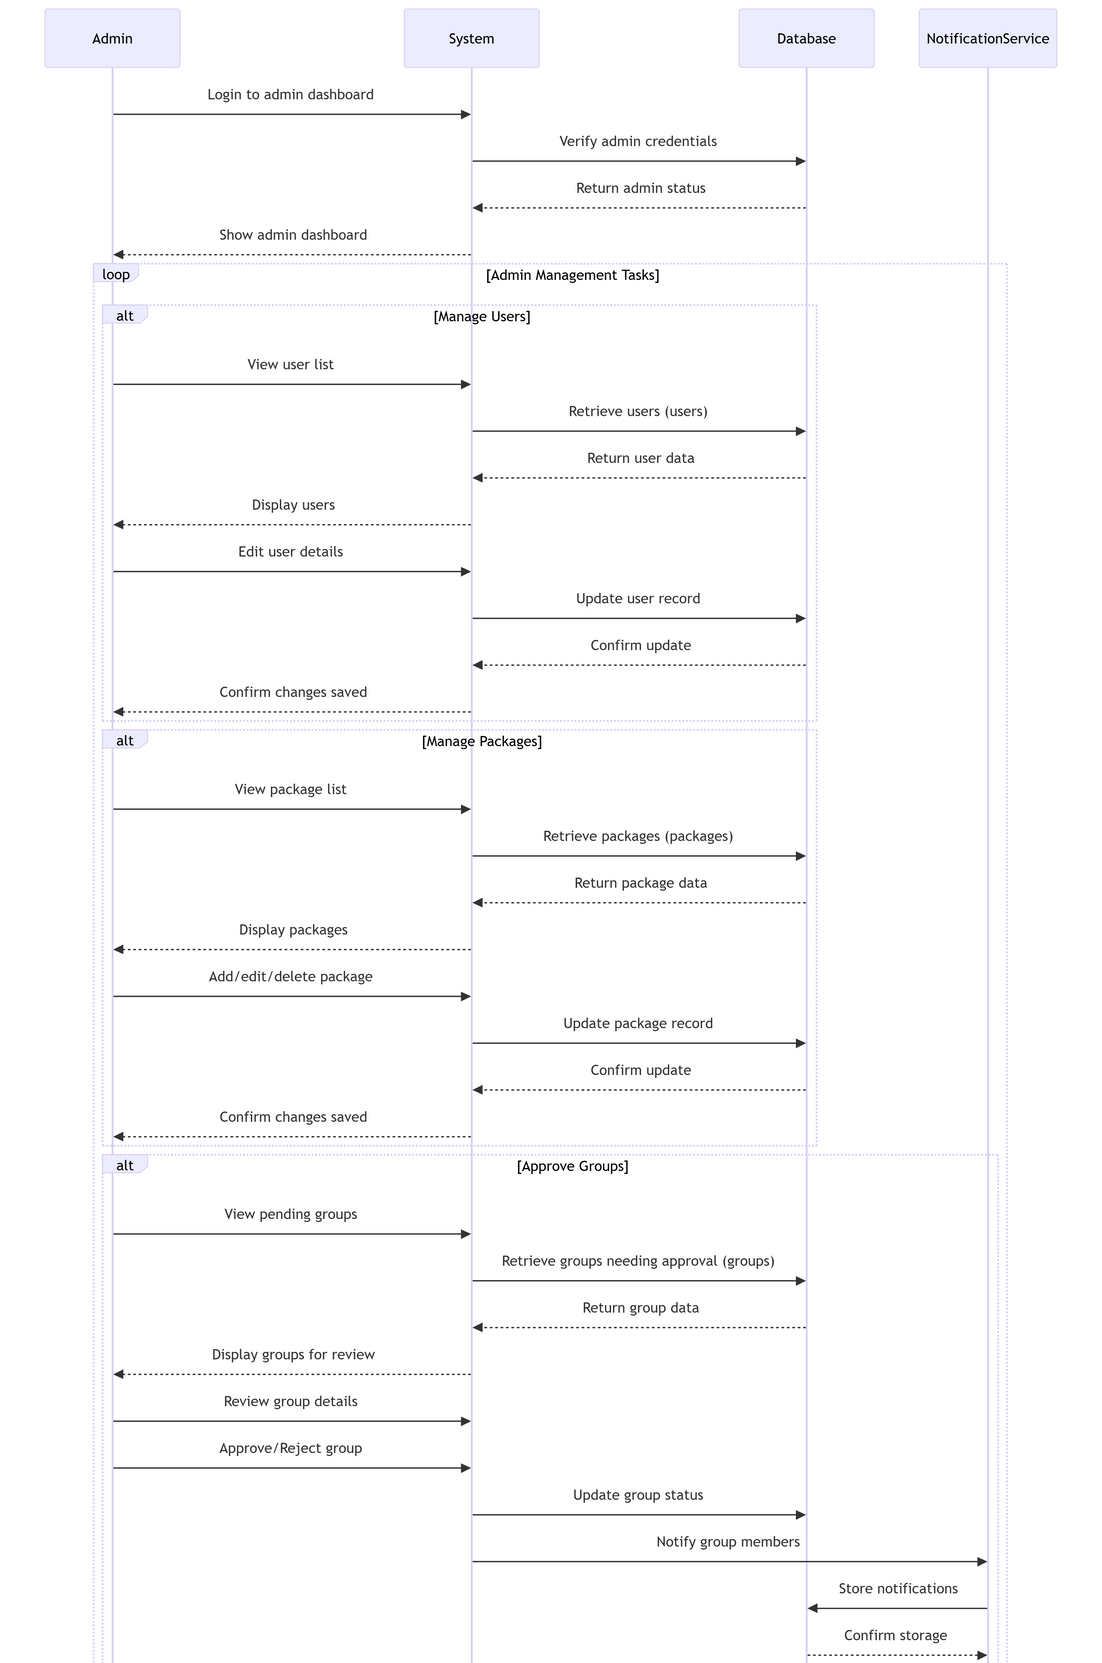 Admin
System
Database
NotificationService
Login to admin dashboard
Verify admin credentials
Return admin status
Show admin dashboard
loop
[Admin Management Tasks]
alt
[Manage Users]
View user list
Retrieve users (users)
Return user data
Display users
Edit user details
Update user record
Confirm update
Confirm changes saved
alt
[Manage Packages]
View package list
Retrieve packages (packages)
Return package data
Display packages
Add/edit/delete package
Update package record
Confirm update
Confirm changes saved
alt
[Approve Groups]
View pending groups
Retrieve groups needing approval (groups)
Return group data
Display groups for review
Review group details
Approve/Reject group
Update group status
Notify group members
Store notifications
Confirm storage